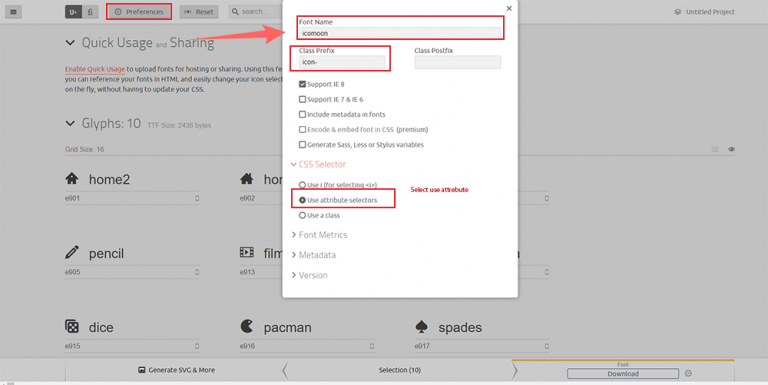 Preferences
Reset
search...
Untitled Project
Font Name
icomoon
Class Prefix
Class Postfix
icon-
Quick Usage and Sharing
Enable Quick Usage to upload fonts for hosting or sharing. Using this fe
you can reference your fonts in HTML and easily change your icon selec
on the fly, without having to update your CSS.
Support IE 8
Support IE 7 & IE 6
Include metadata in fonts
Encode & embed font in CSS (premium)
Generate Sass, Less or Stylus variables
Glyphs: 10 TTF Size: 2436 bytes
Grid Size: 16
32
CSS Selector
Use i (for selecting <i>)
Use attribute selectors
Select use attrebute
Use a class
home2
hom
e901
e902
Font Metrics
Metadata
Version
pencil
film
e905
e913
dice
pacman
spades
e915
e916
e917
Generate SVG & More
Selection (10)
Font
Download